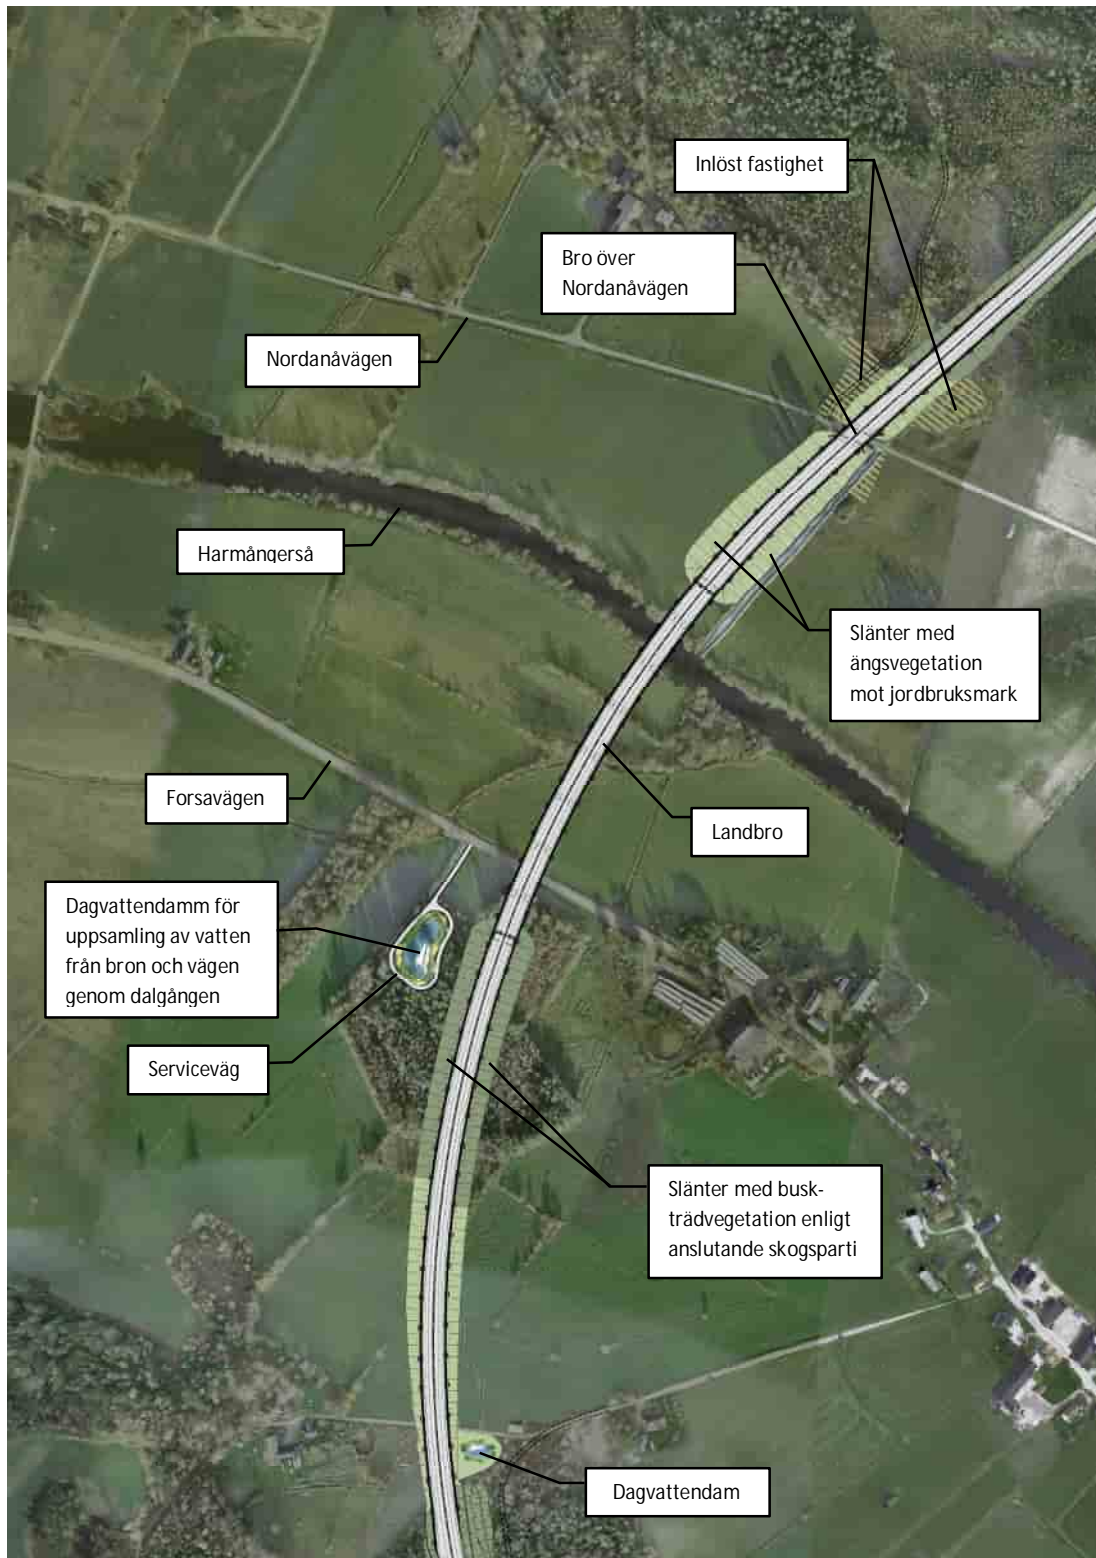 Inlöst fastighet
Bro över
Nordanåvägen
Nordanåvägen
Harmångerså
Slänter med
ängsvegetation
mot jordbruksmark
Forsavägen
Landbro
Dagvattendamm för
uppsamling av vatten
från bron och vägen
genom dalgången
Serviceväg
Slänter med busk-
trädvegetation enligt
anslutande skogsparti
Dagvattendam